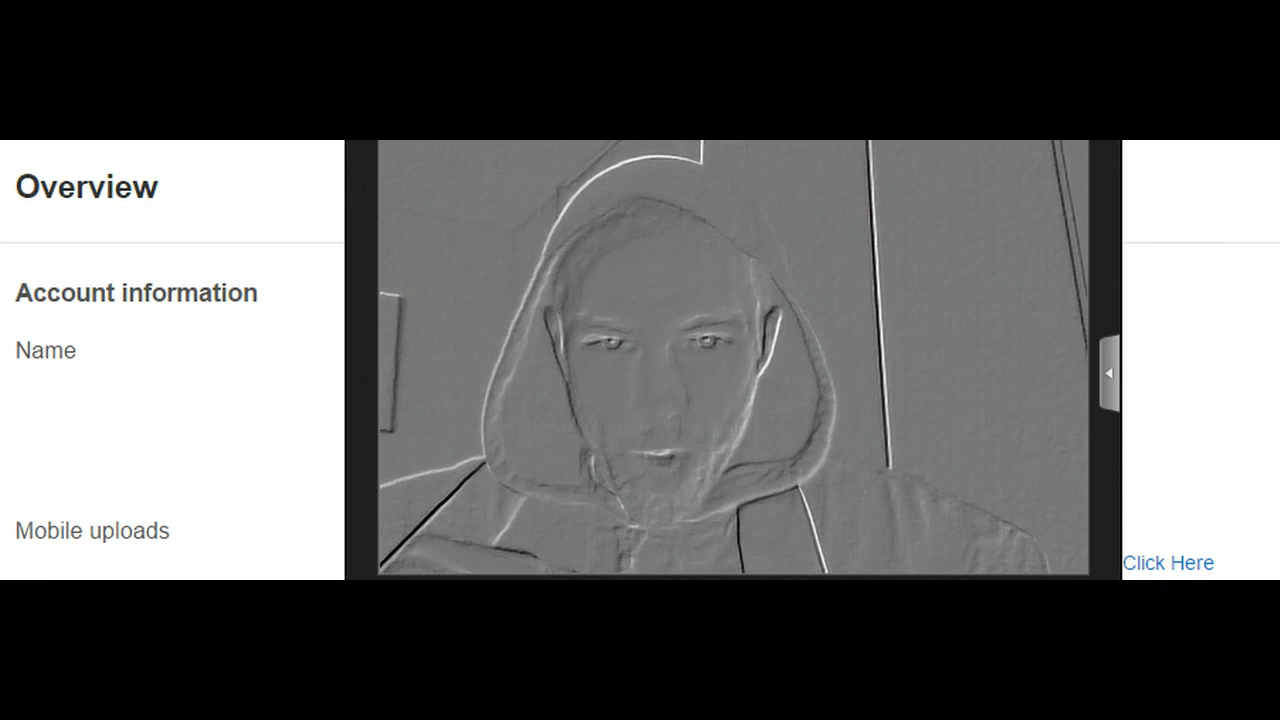 Overview
Account information
Name
Mobile uploads
Click Here